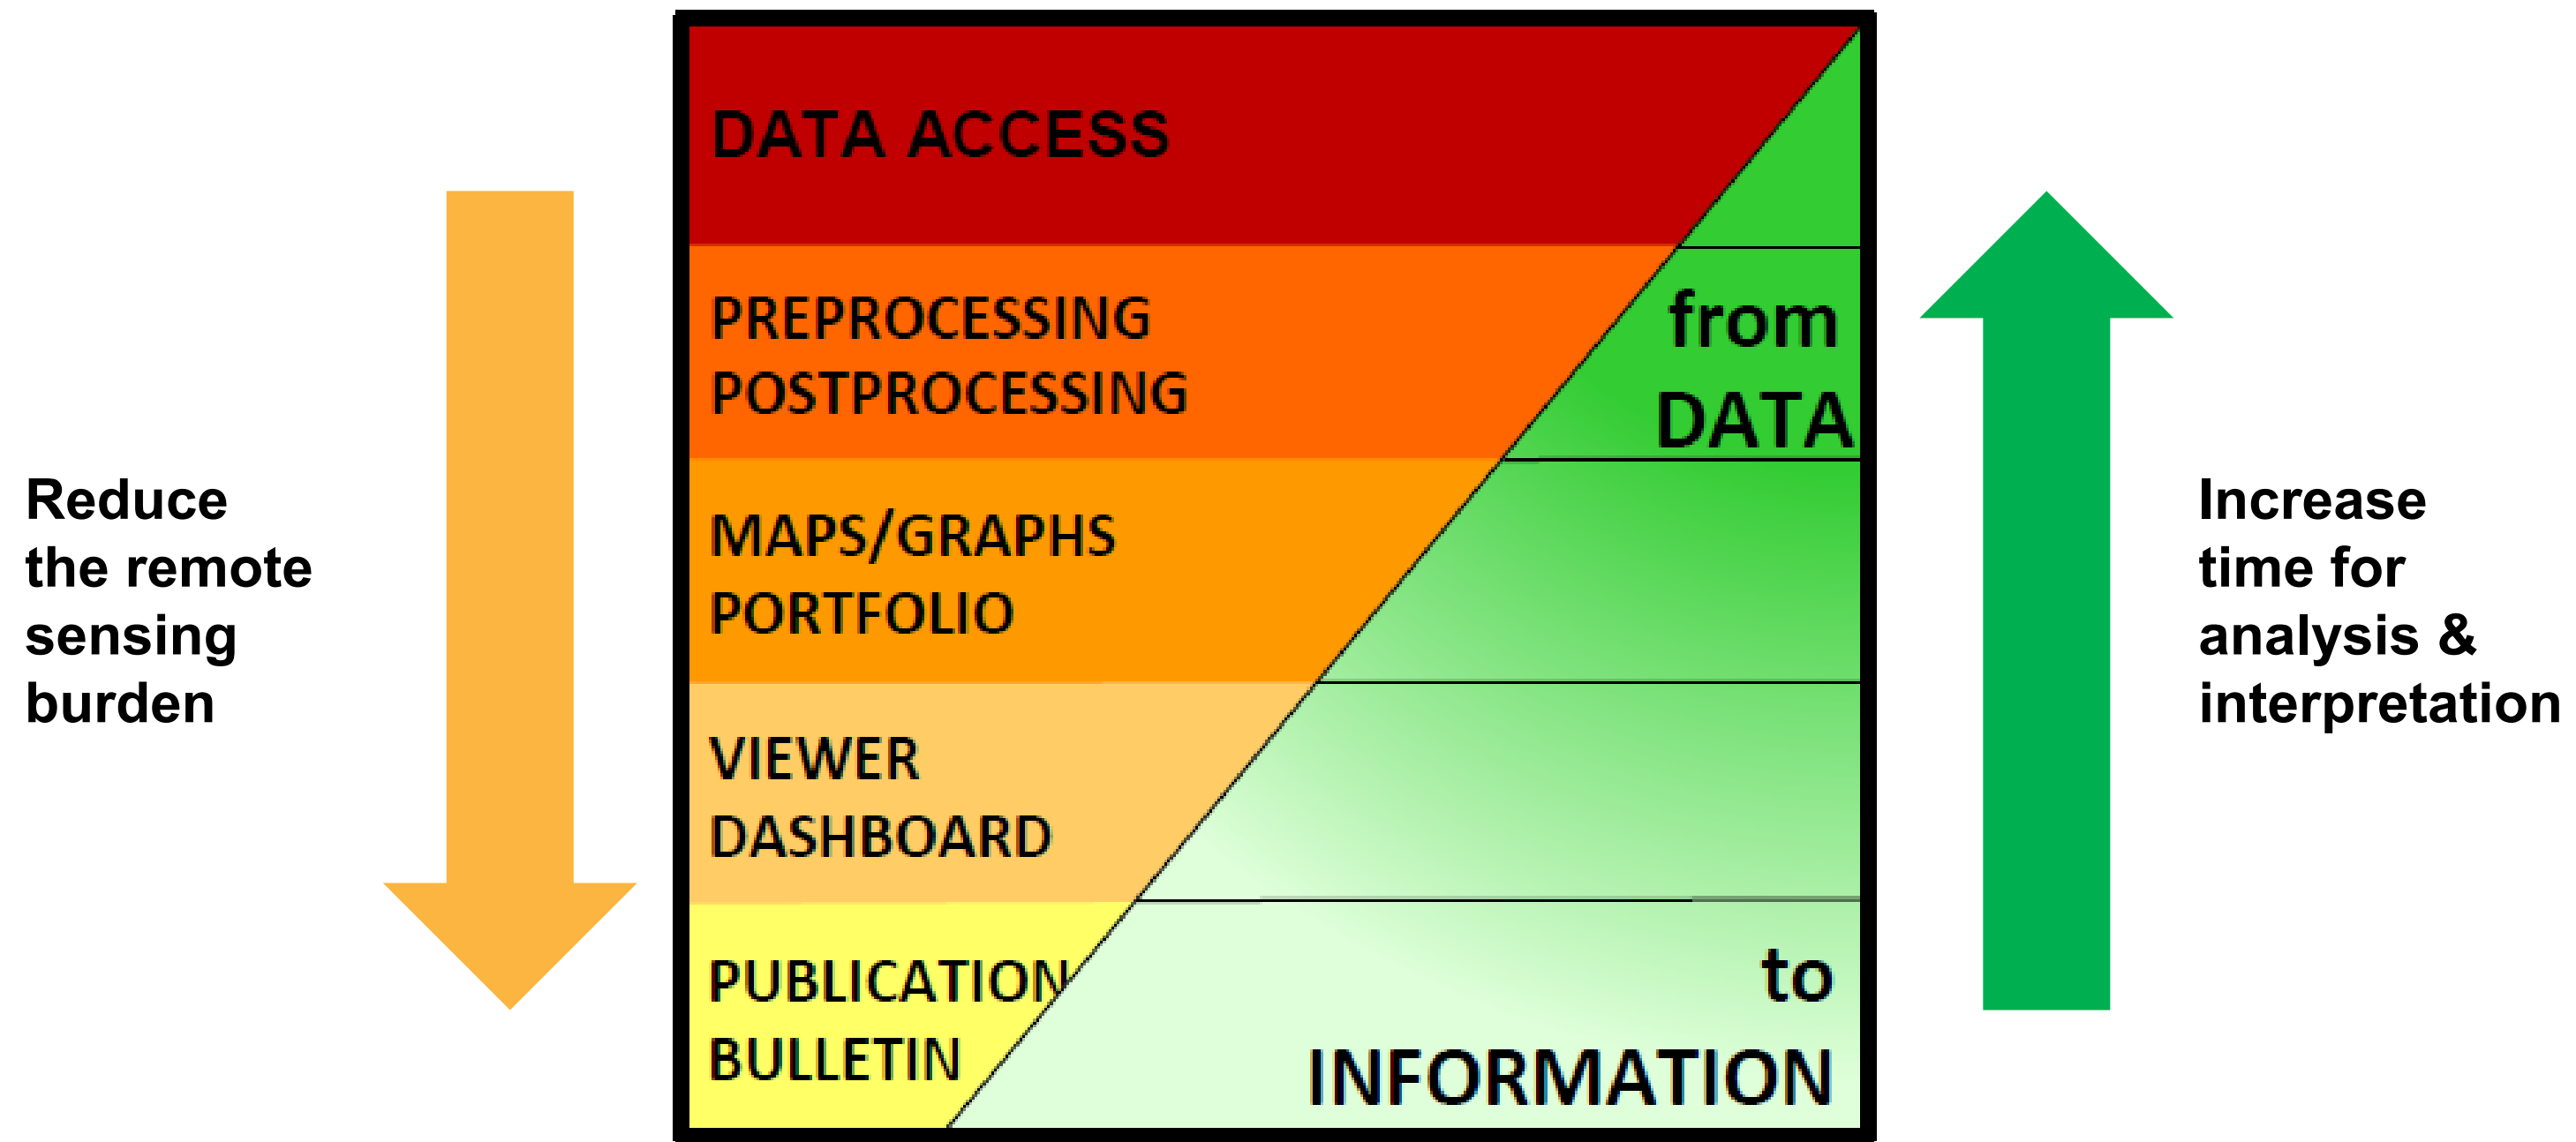 Reduce
the remote
sensing
burden
DATA ACCESS
PREPROCESSING
POSTPROCESSING
MAPS/GRAPHS
PORTFOLIO
VIEWER
DASHBOARD
PUBLICATION
BULLETIN
from
DATA
to
INFORMATION
Increase
time for
analysis &
interpretation